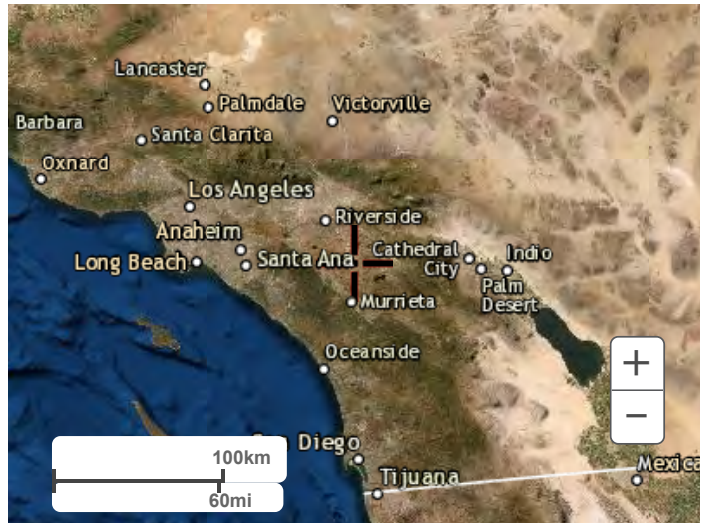 Lancaster
Palmdale
Victorville
Barbara
Santa Clarita
Oxnard
Los Angeles
Riverside
Anaheim
Cathedral
City
Indio
Long Beach
Santa Ana
Palm
Desert
Murrieta
Oceanside
+
−
Diego
100km
60mi
Tijuana
Mexica